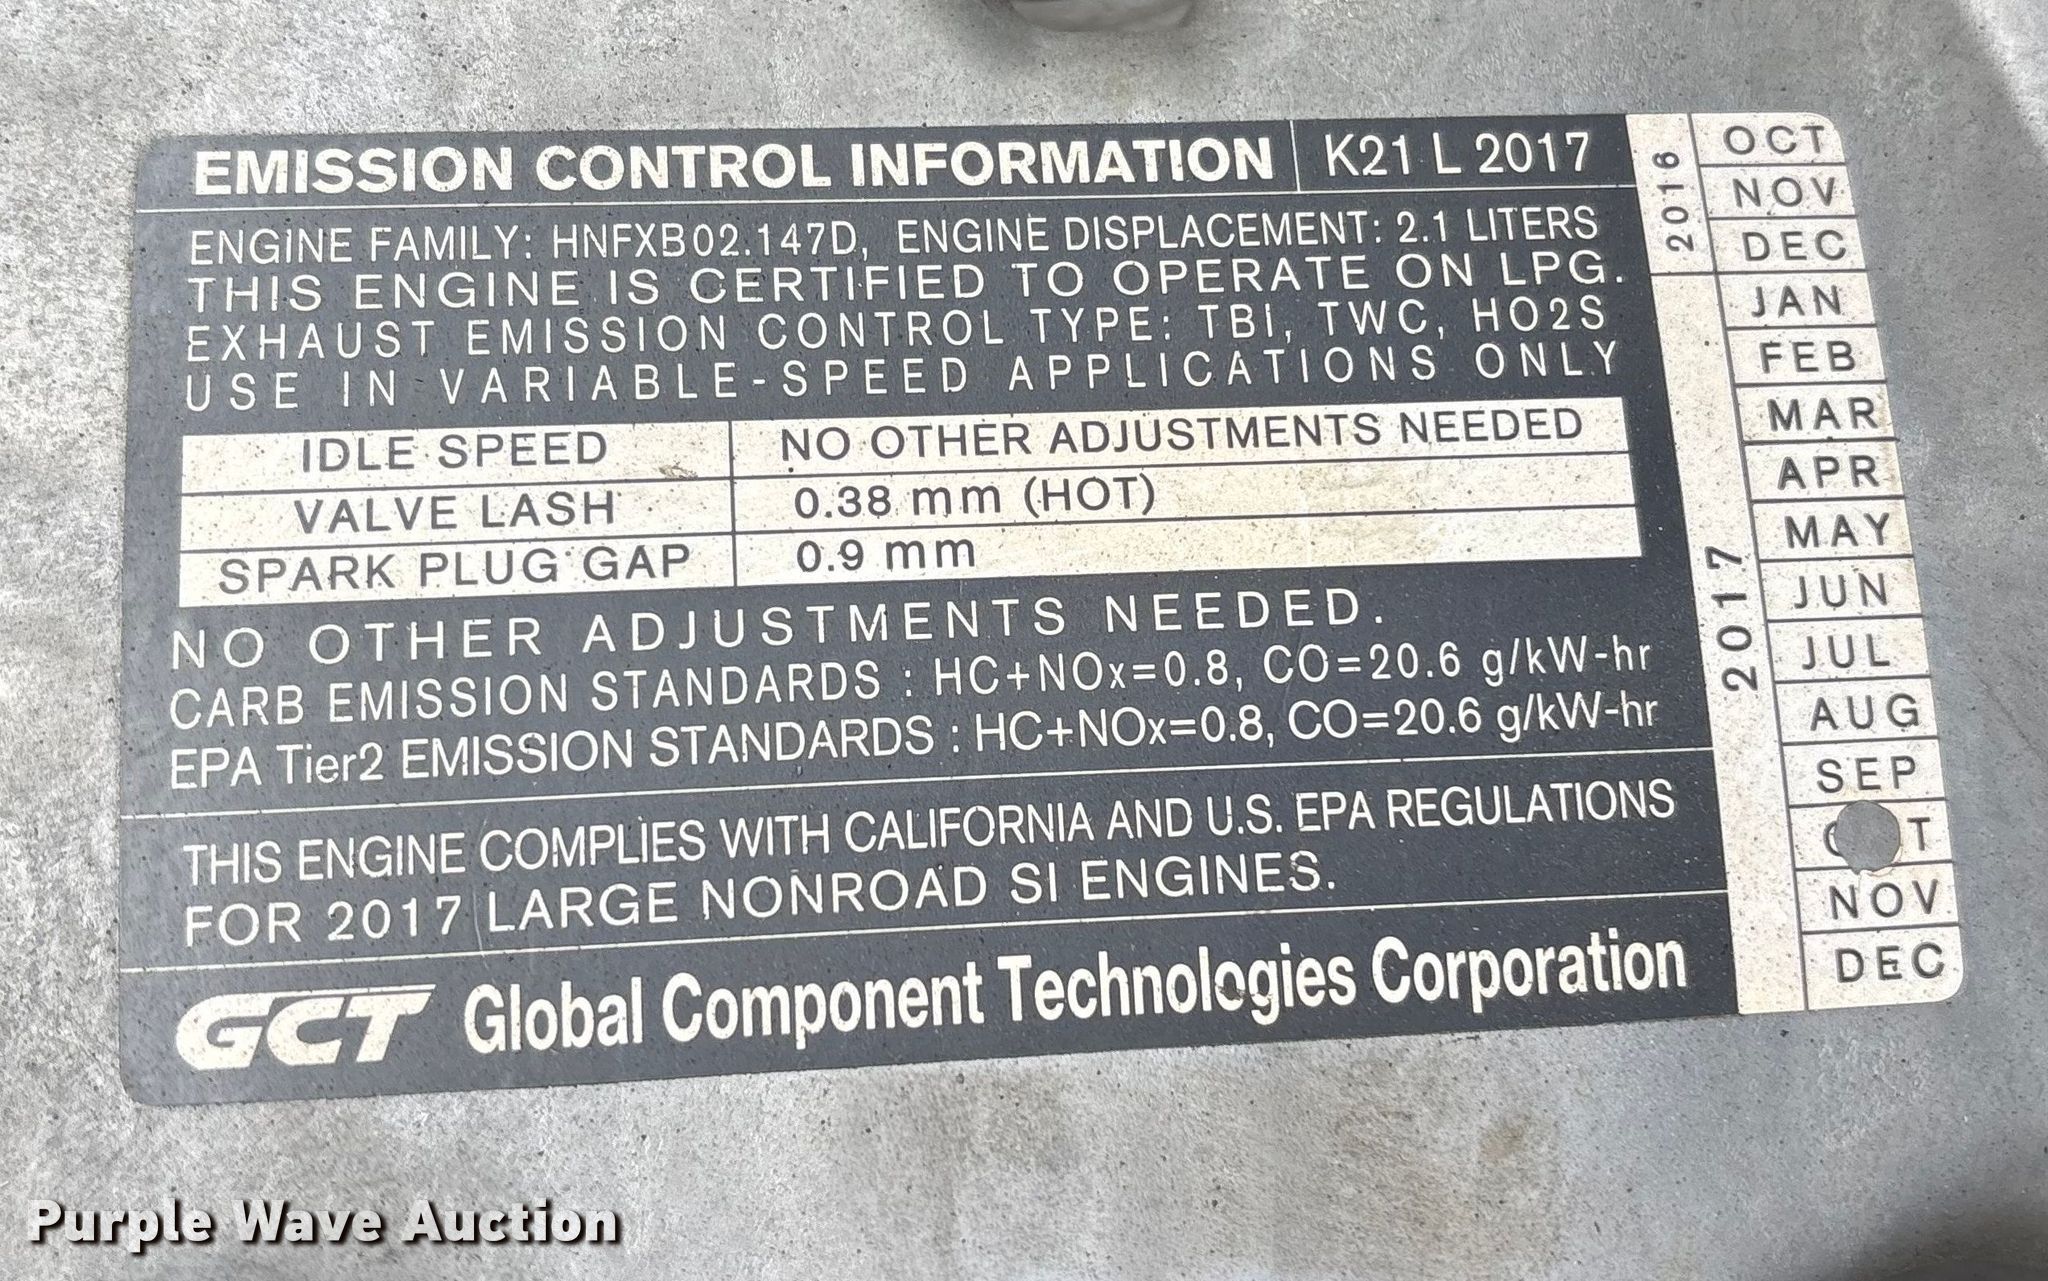 EMISSION CONTROL INFORMATION K21 L 2017
ENGINE FAMILY: HNFXB02.147D, ENGINE DISPLACEMENT: 2.1 LITERS
THIS ENGINE IS CERTIFIED TO OPERATE ON LPG.
EXHAUST EMISSION CONTROL TYPE: TBI, TWC, HO2S
USE IN VARIABLE-SPEED APPLICATIONS ONLY
IDLE SPEED NO OTHER ADJUSTMENTS NEEDED
VALVE LASH 0.38 mm (HOT)
SPARK PLUG GAP 0.9 mm
NO OTHER ADJUSTMENTS NEEDED.
CARB EMISSION STANDARDS : HC+NOx=0.8, CO=20.6 g/kW-hr
EPA Tier2 EMISSION STANDARDS : HC+NOx=0.8, CO=20.6 g/kW-hr
THIS ENGINE COMPLIES WITH CALIFORNIA AND U.S. EPA REGULATIONS
FOR 2017 LARGE NONROAD SI ENGINES.
GCT Global Component Technologies Corporation
2016
OCT
NOV
DEC
2017
JAN
FEB
MAR
APR
MAY
JUN
JUL
AUG
SEP
NOV
DEC
Purple Wave Auction